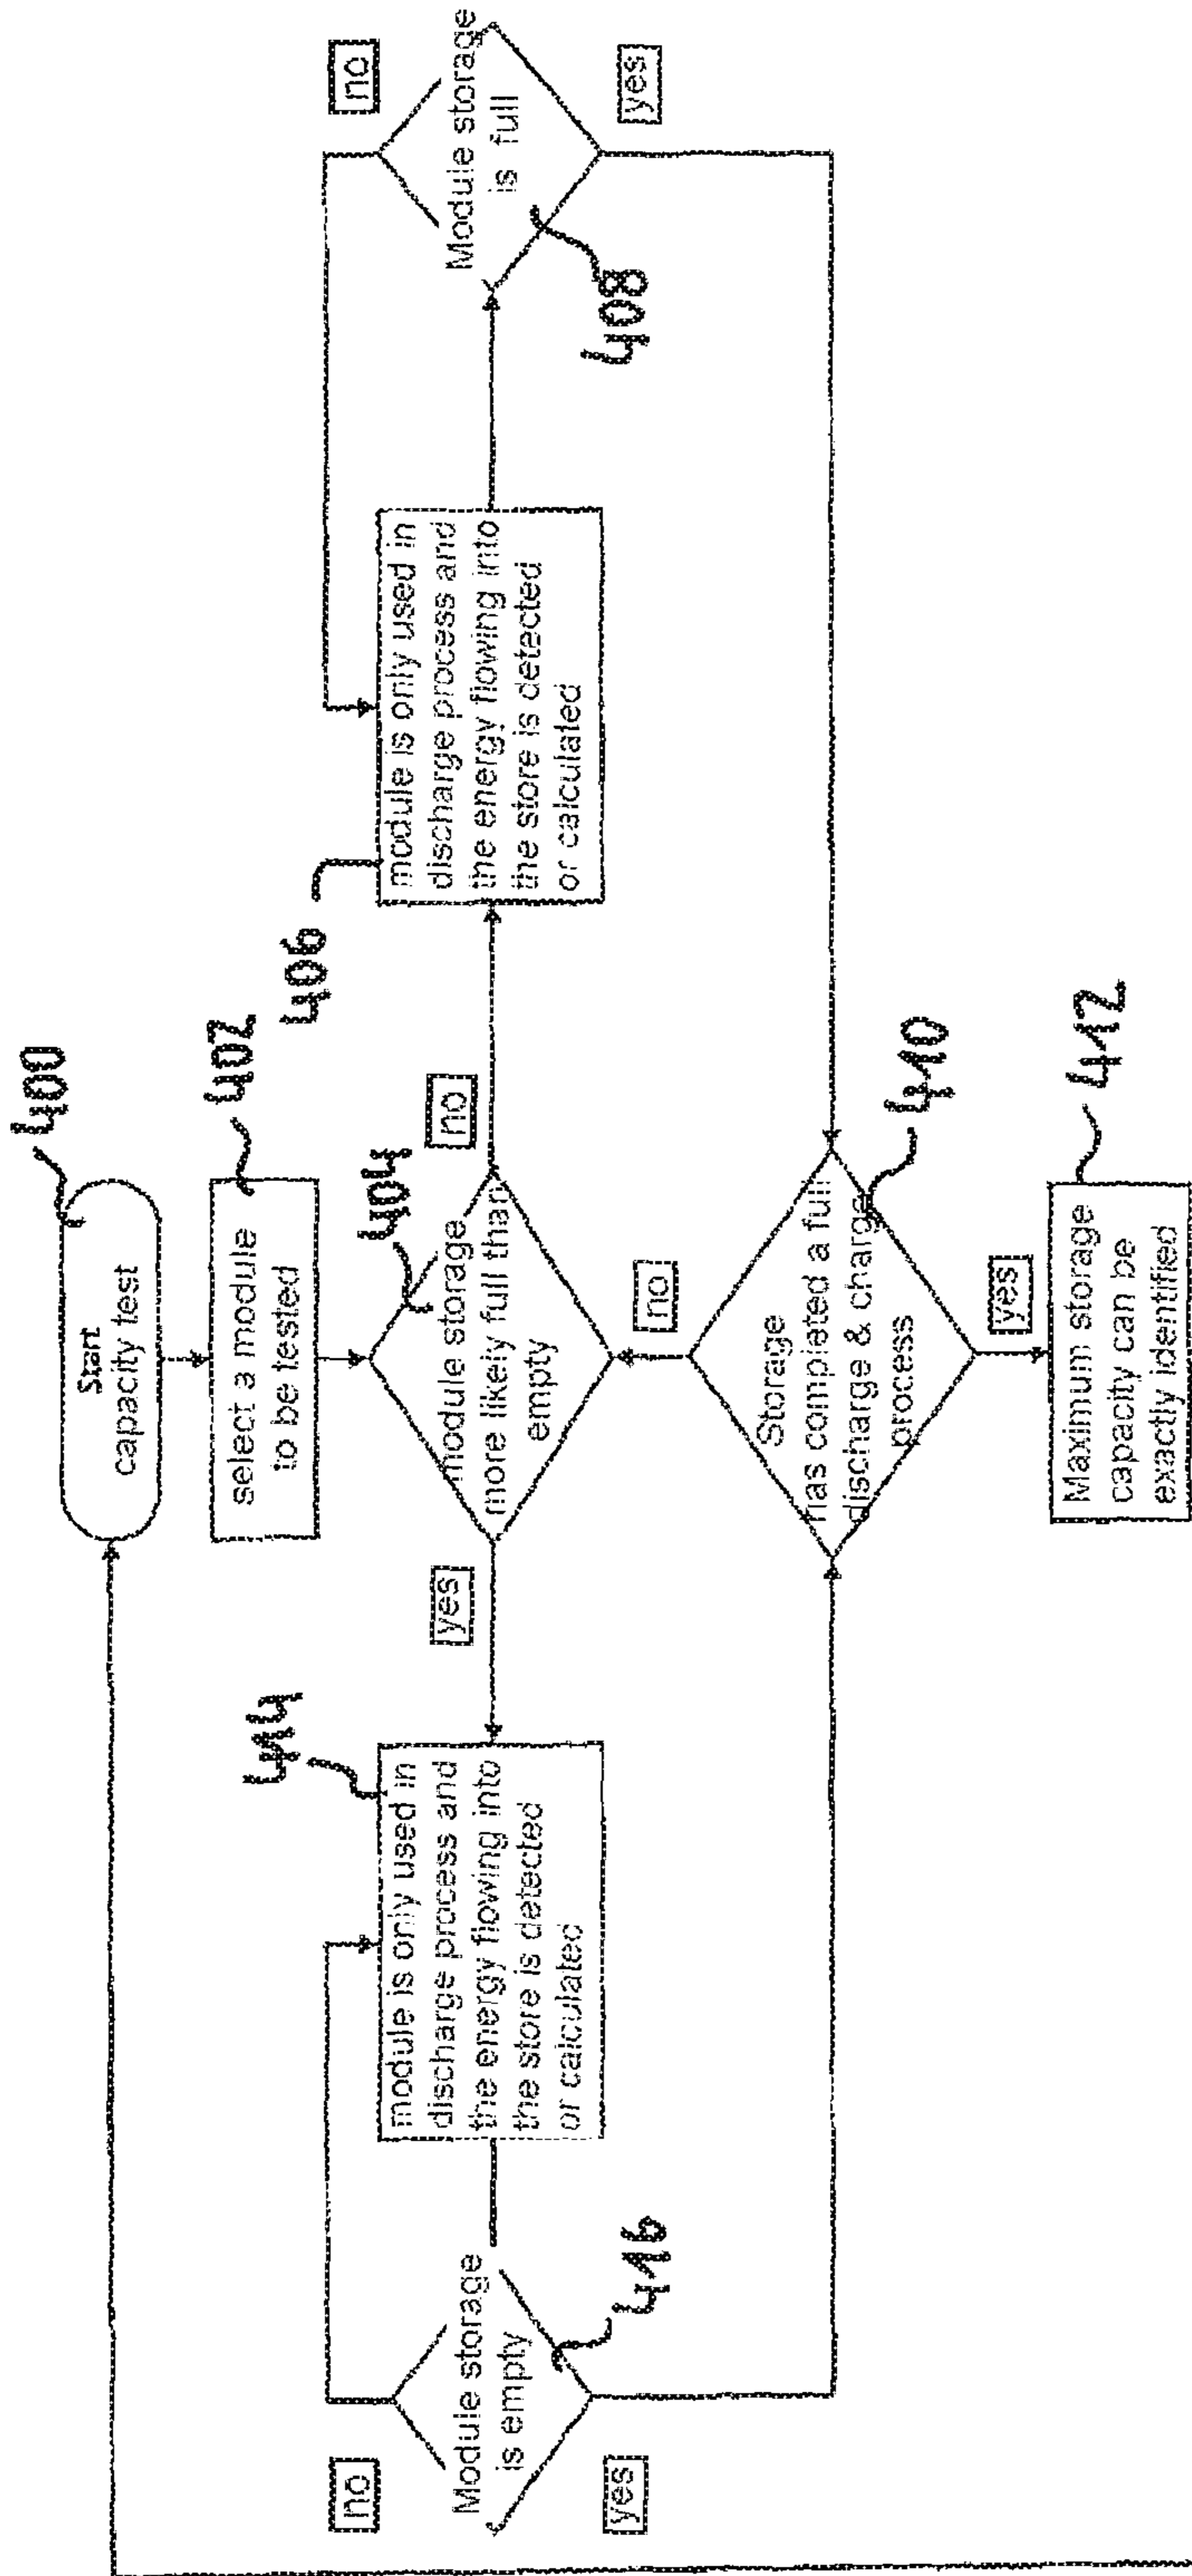 400
Start
capacity test
402
select a module
to be tested
404
module storage
more likely full than
empty
yes
no
414
module is only used in
discharge process and
the energy flowing into
the store is detected
or calculated
406
module is only used in
discharge process and
the energy flowing into
the store is detected
or calculated
no
Module storage
is empty
416
yes
no
Module storage
is full
408
yes
no
Storage
has completed a full
discharge & charge
process
410
yes
Maximum storage
capacity can be
exactly identified
412